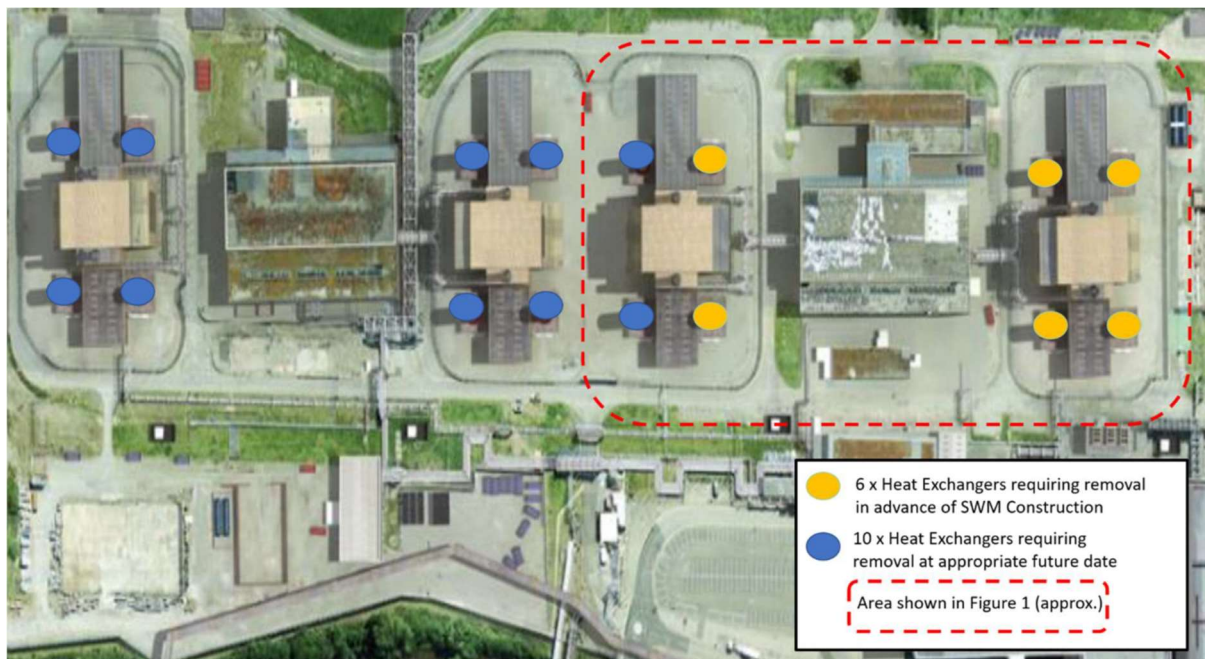 6 x Heat Exchangers requiring removal
in advance of SWM Construction
10 x Heat Exchangers requiring
removal at appropriate future date
Area shown in Figure 1 (approx.)